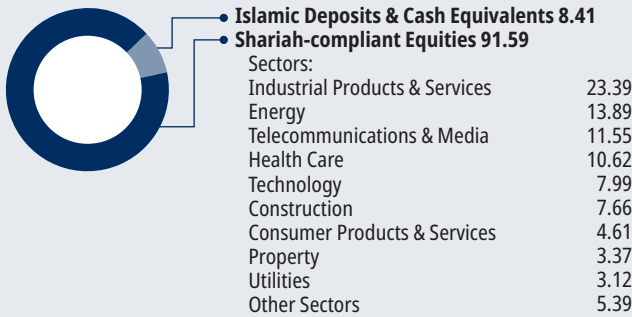 Islamic Deposits & Cash Equivalents 8.41
Shariah-compliant Equities 91.59
Sectors:
Industrial Products & Services 23.39
Energy 13.89
Telecommunications & Media 11.55
Health Care 10.62
Technology 7.99
Construction 7.66
Consumer Products & Services 4.61
Property 3.37
Utilities 3.12
Other Sectors 5.39